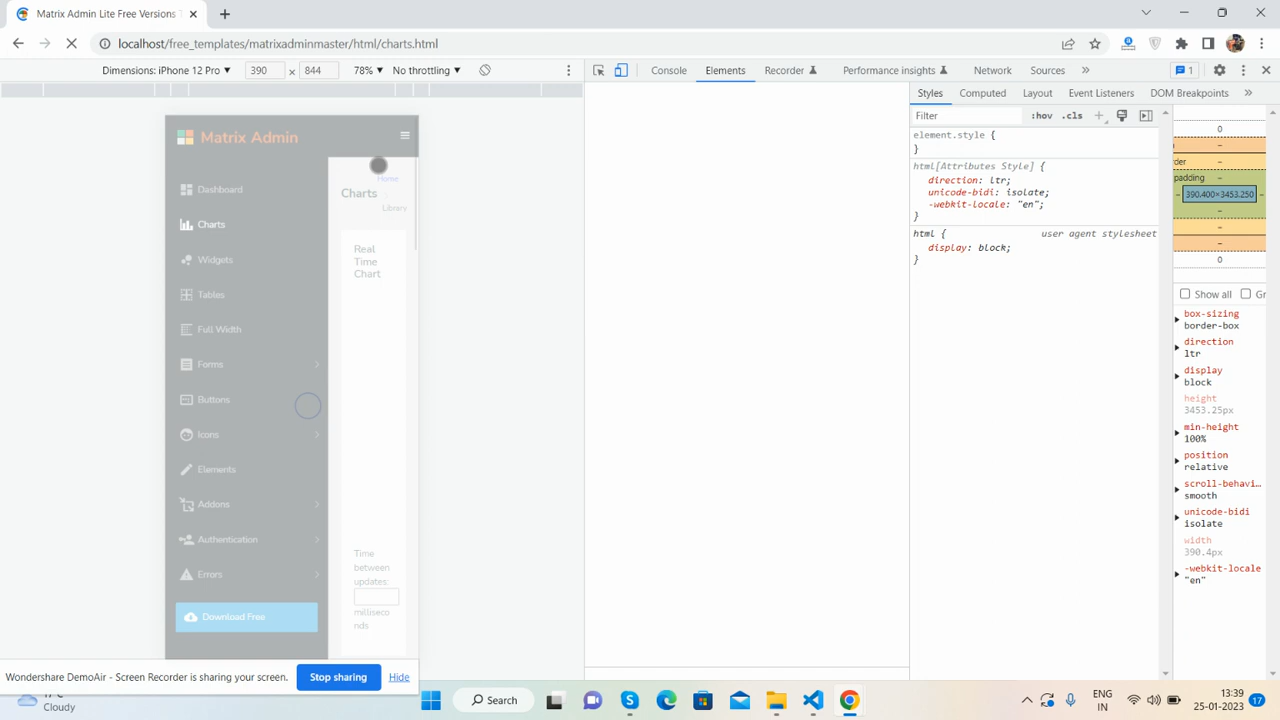 Matrix Admin Lite Free Versions T
localhost/free_templates/matrixadminmaster/html/charts.html
Dimensions: iPhone 12 Pro 390 × 844 78% No throttling
Console Elements Recorder Performance insights Network Sources » 1
Styles Computed Layout Event Listeners DOM Breakpoints »
Filter :hov .cls
element.style {
}
html[Attributes Style] {
direction: ltr;
unicode-bidi: isolate;
-webkit-locale: "en";
}
html { user agent stylesheet
display: block;
}
0
–
–
padding –
– 390.400×3453.250 –
–
–
–
0
Show all
box-sizing
border-box
direction
ltr
display
block
height
3453.25px
min-height
100%
position
relative
scroll-behavi...
smooth
unicode-bidi
isolate
width
390.4px
-webkit-locale
"en"
Matrix Admin
Dashboard
Charts
Widgets
Tables
Full Width
Forms
Buttons
Icons
Elements
Addons
Authentication
Errors
Download Free
Home
Charts
Library
Real
Time
Chart
Time
between
updates:
milliseco
nds
Wondershare DemoAir - Screen Recorder is sharing your screen. Stop sharing Hide
Cloudy
Search
ENG
IN
13:39
25-01-2023
17